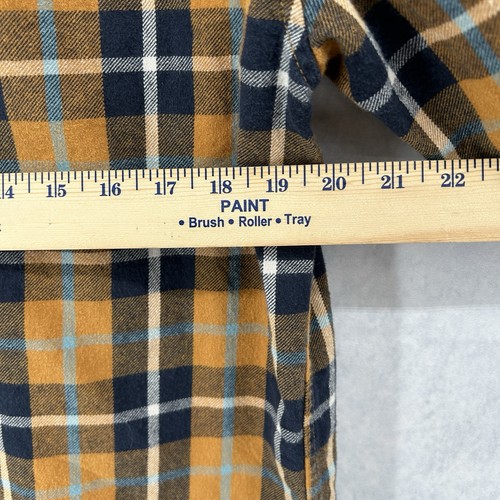 4 15 16 17 18 19 20 21 22
PAINT
• Brush • Roller • Tray